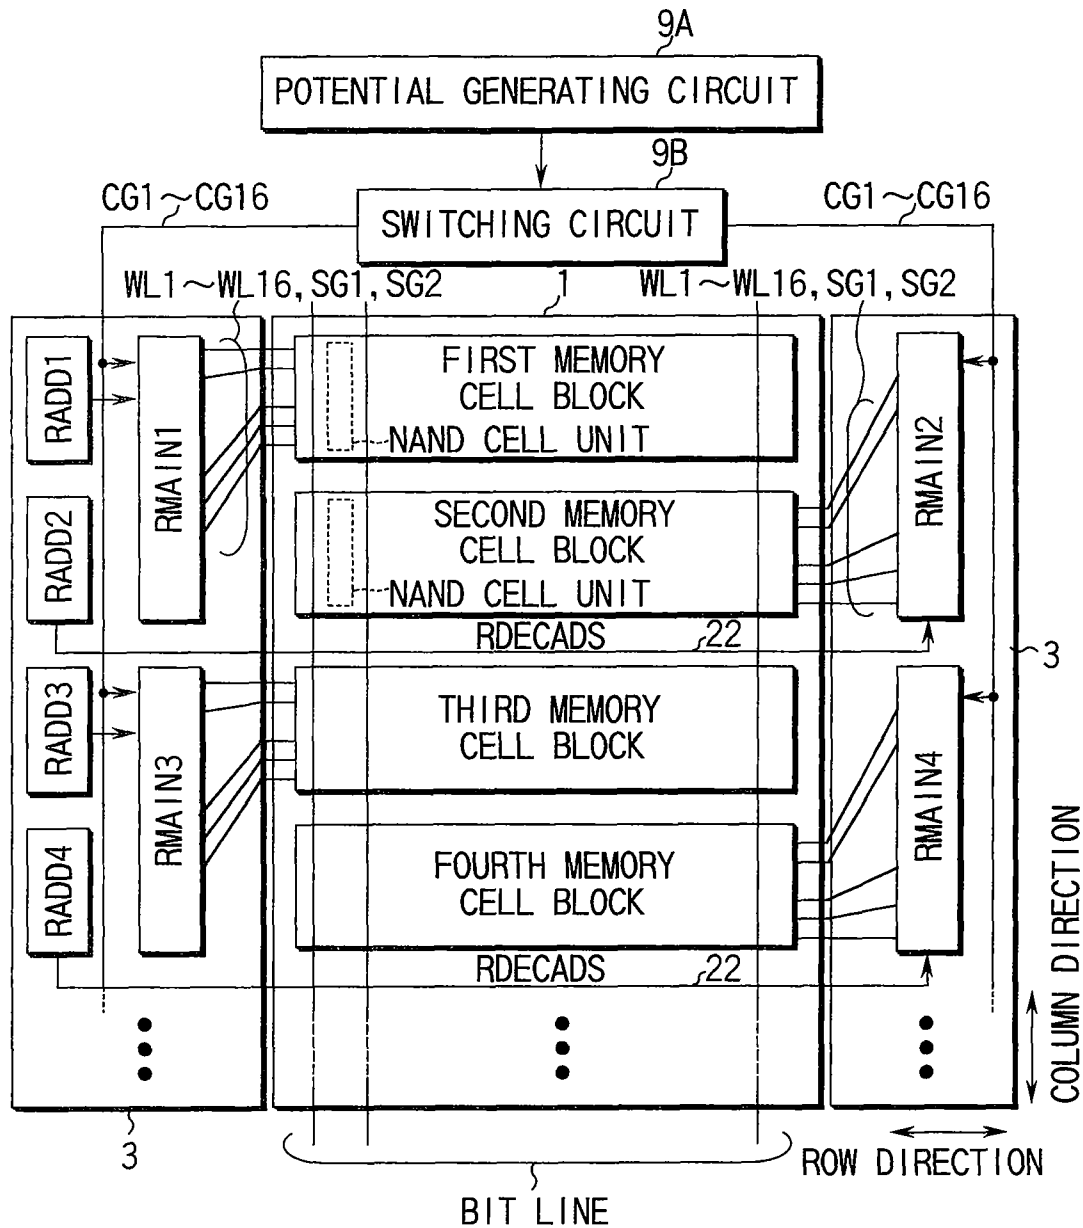 9A
POTENTIAL GENERATING CIRCUIT
9B
CG1~CG16
SWITCHING CIRCUIT
CG1~CG16
WL1~WL16, SG1, SG2
1
WL1~WL16, SG1, SG2
RADD1
RMAIN1
FIRST MEMORY
CELL BLOCK
NAND CELL UNIT
RMAIN2
RADD2
SECOND MEMORY
CELL BLOCK
NAND CELL UNIT
RDECADS
22
3
RADD3
RMAIN3
THIRD MEMORY
CELL BLOCK
RMAIN4
RADD4
FOURTH MEMORY
CELL BLOCK
RDECADS
22
COLUMN DIRECTION
3
ROW DIRECTION
BIT LINE